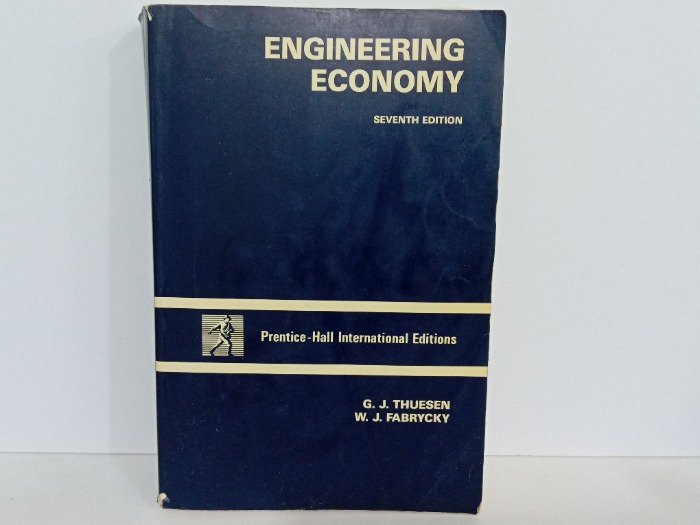 ENGINEERING
ECONOMY
SEVENTH EDITION
Prentice-Hall International Editions
G. J. THUESEN
W. J. FABRYCKY